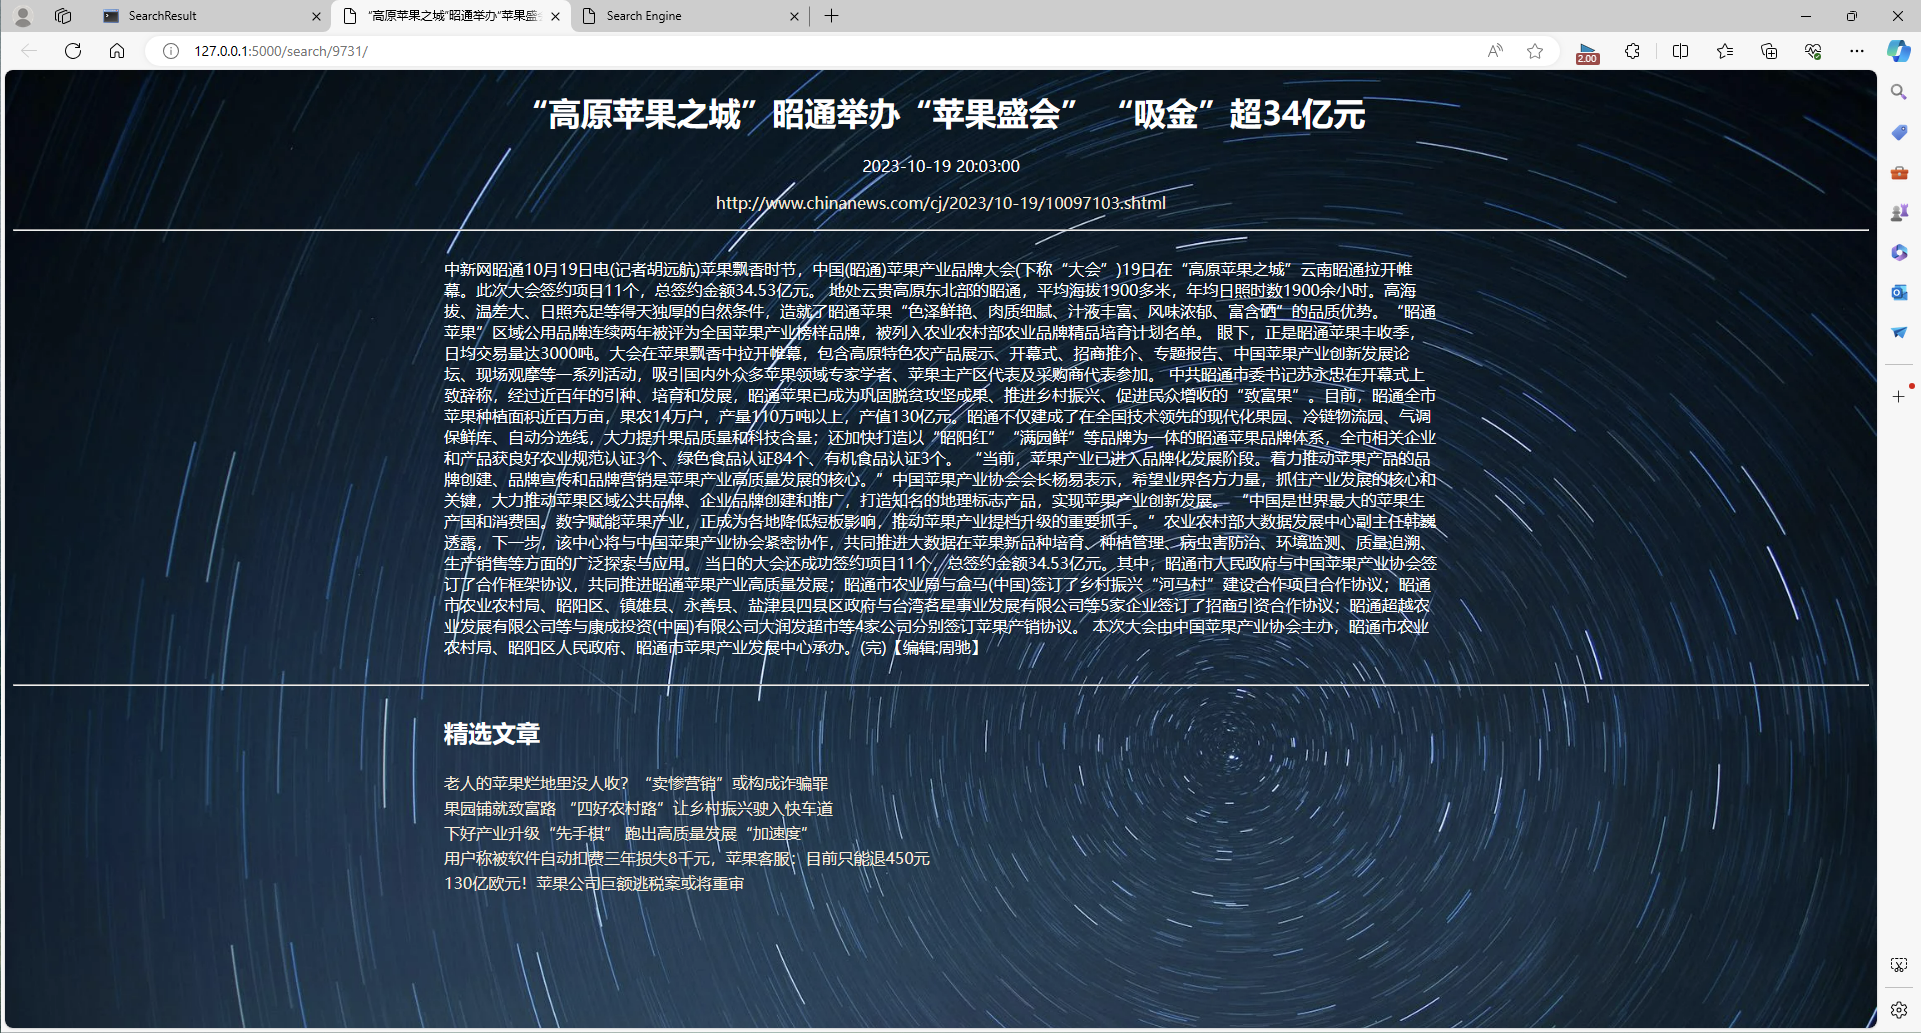 SearchResult
“高原苹果之城”昭通举办“苹果盛
Search Engine
127.0.0.1:5000/search/9731/
2.00
“高原苹果之城”昭通举办“苹果盛会” “吸金”超34亿元
2023-10-19 20:03:00
http://www.chinanews.com/cj/2023/10-19/10097103.shtml
中新网昭通10月19日电(记者胡远航)苹果飘香时节，中国(昭通)苹果产业品牌大会(下称“大会”)19日在“高原苹果之城”云南昭通拉开帷
幕。此次大会签约项目11个，总签约金额34.53亿元。 地处云贵高原东北部的昭通，平均海拔1900多米，年均日照时数1900余小时。高海
拔、温差大、日照充足等得天独厚的自然条件，造就了昭通苹果“色泽鲜艳、肉质细腻、汁液丰富、风味浓郁、富含硒”的品质优势。“昭通
苹果”区域公用品牌连续两年被评为全国苹果产业榜样品牌，被列入农业农村部农业品牌精品培育计划名单。 眼下，正是昭通苹果丰收季，
日均交易量达3000吨。大会在苹果飘香中拉开帷幕，包含高原特色农产品展示、开幕式、招商推介、专题报告、中国苹果产业创新发展论
坛、现场观摩等一系列活动，吸引国内外众多苹果领域专家学者、苹果主产区代表及采购商代表参加。 中共昭通市委书记苏永忠在开幕式上
致辞称，经过近百年的引种、培育和发展，昭通苹果已成为巩固脱贫攻坚成果、推进乡村振兴、促进民众增收的“致富果”。目前，昭通全市
苹果种植面积近百万亩，果农14万户，产量110万吨以上，产值130亿元。昭通不仅建成了在全国技术领先的现代化果园、冷链物流园、气调
保鲜库、自动分选线，大力提升果品质量和科技含量；还加快打造以“昭阳红”“满园鲜”等品牌为一体的昭通苹果品牌体系，全市相关企业
和产品获良好农业规范认证3个、绿色食品认证84个、有机食品认证3个。 “当前，苹果产业已进入品牌化发展阶段。着力推动苹果产品的品
牌创建、品牌宣传和品牌营销是苹果产业高质量发展的核心。”中国苹果产业协会会长杨易表示，希望业界各方力量，抓住产业发展的核心和
关键，大力推动苹果区域公共品牌、企业品牌创建和推广，打造知名的地理标志产品，实现苹果产业创新发展。 “中国是世界最大的苹果生
产国和消费国。数字赋能苹果产业，正成为各地降低短板影响，推动苹果产业提档升级的重要抓手。”农业农村部大数据发展中心副主任韩巍
透露，下一步，该中心将与中国苹果产业协会紧密协作，共同推进大数据在苹果新品种培育、种植管理、病虫害防治、环境监测、质量追溯、
生产销售等方面的广泛探索与应用。 当日的大会还成功签约项目11个，总签约金额34.53亿元。其中，昭通市人民政府与中国苹果产业协会签
订了合作框架协议，共同推进昭通苹果产业高质量发展；昭通市农业局与盒马(中国)签订了乡村振兴“河马村”建设合作项目合作协议；昭通
市农业农村局、昭阳区、镇雄县、永善县、盐津县四县区政府与台湾茗星事业发展有限公司等5家企业签订了招商引资合作协议；昭通超越农
业发展有限公司等与康成投资(中国)有限公司大润发超市等4家公司分别签订苹果产销协议。 本次大会由中国苹果产业协会主办，昭通市农业
农村局、昭阳区人民政府、昭通市苹果产业发展中心承办。(完)【编辑:周驰】
精选文章
老人的苹果烂地里没人收？“卖惨营销”或构成诈骗罪
果园铺就致富路 “四好农村路”让乡村振兴驶入快车道
下好产业升级“先手棋” 跑出高质量发展“加速度”
用户称被软件自动扣费三年损失8千元，苹果客服：目前只能退450元
130亿欧元！苹果公司巨额逃税案或将重审